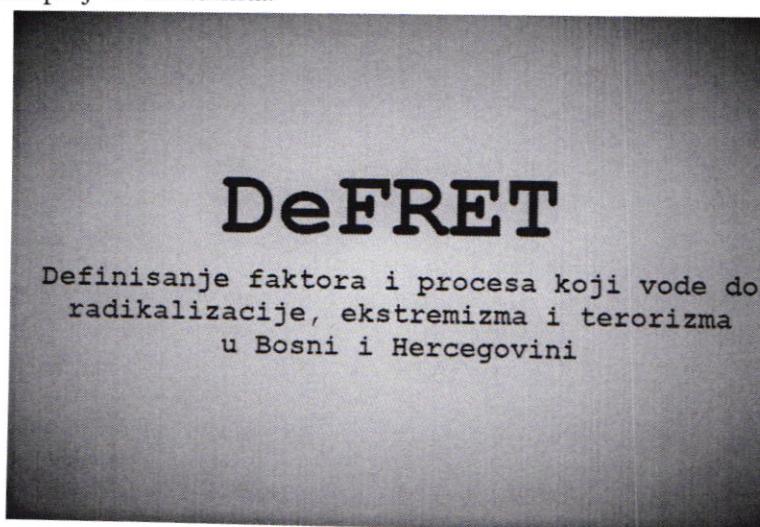 DeFRET
Definisanje faktora i procesa koji vode do
radikalizacije, ekstremizma i terorizma
u Bosni i Hercegovini